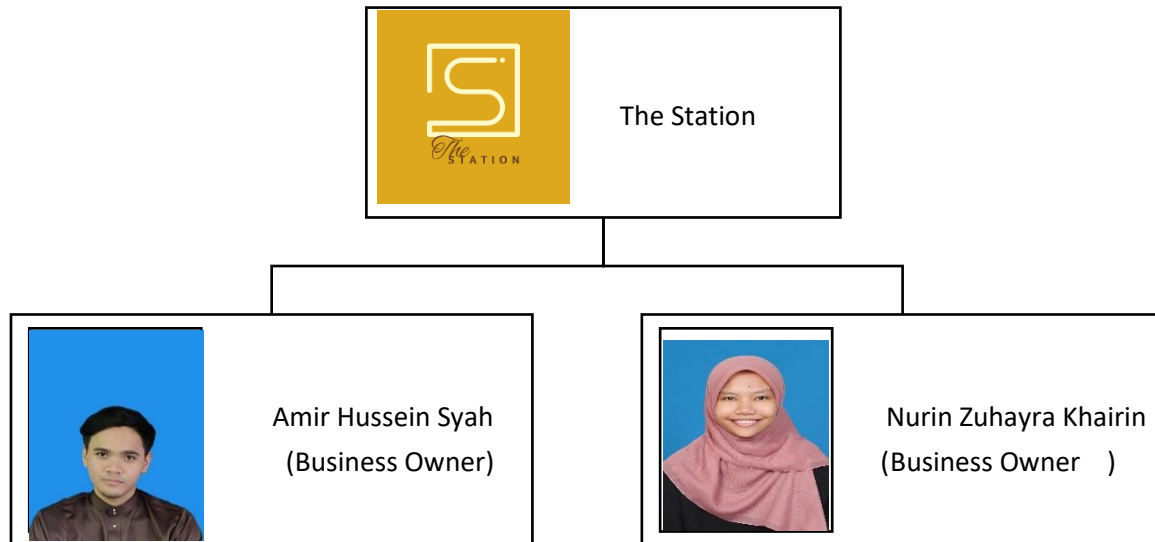 The
STATION
The Station
Amir Hussein Syah
(Business Owner)
Nurin Zuhayra Khairin
(Business Owner    )